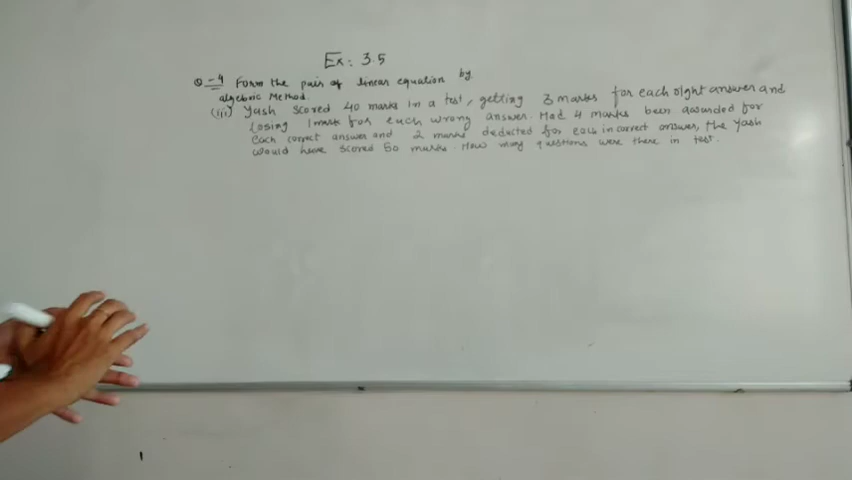 Ex: 3.5
Q-4 Form the pair of linear equation by
algebric Method.
(iii) Yash scored 40 marks in a test, getting 3 marks for each right answer and
losing 1 mark for each wrong answer. Had 4 marks been awarded for
each correct answer and 2 marks deducted for each incorrect answer, the Yash
would have scored 50 marks. How many questions were there in test.